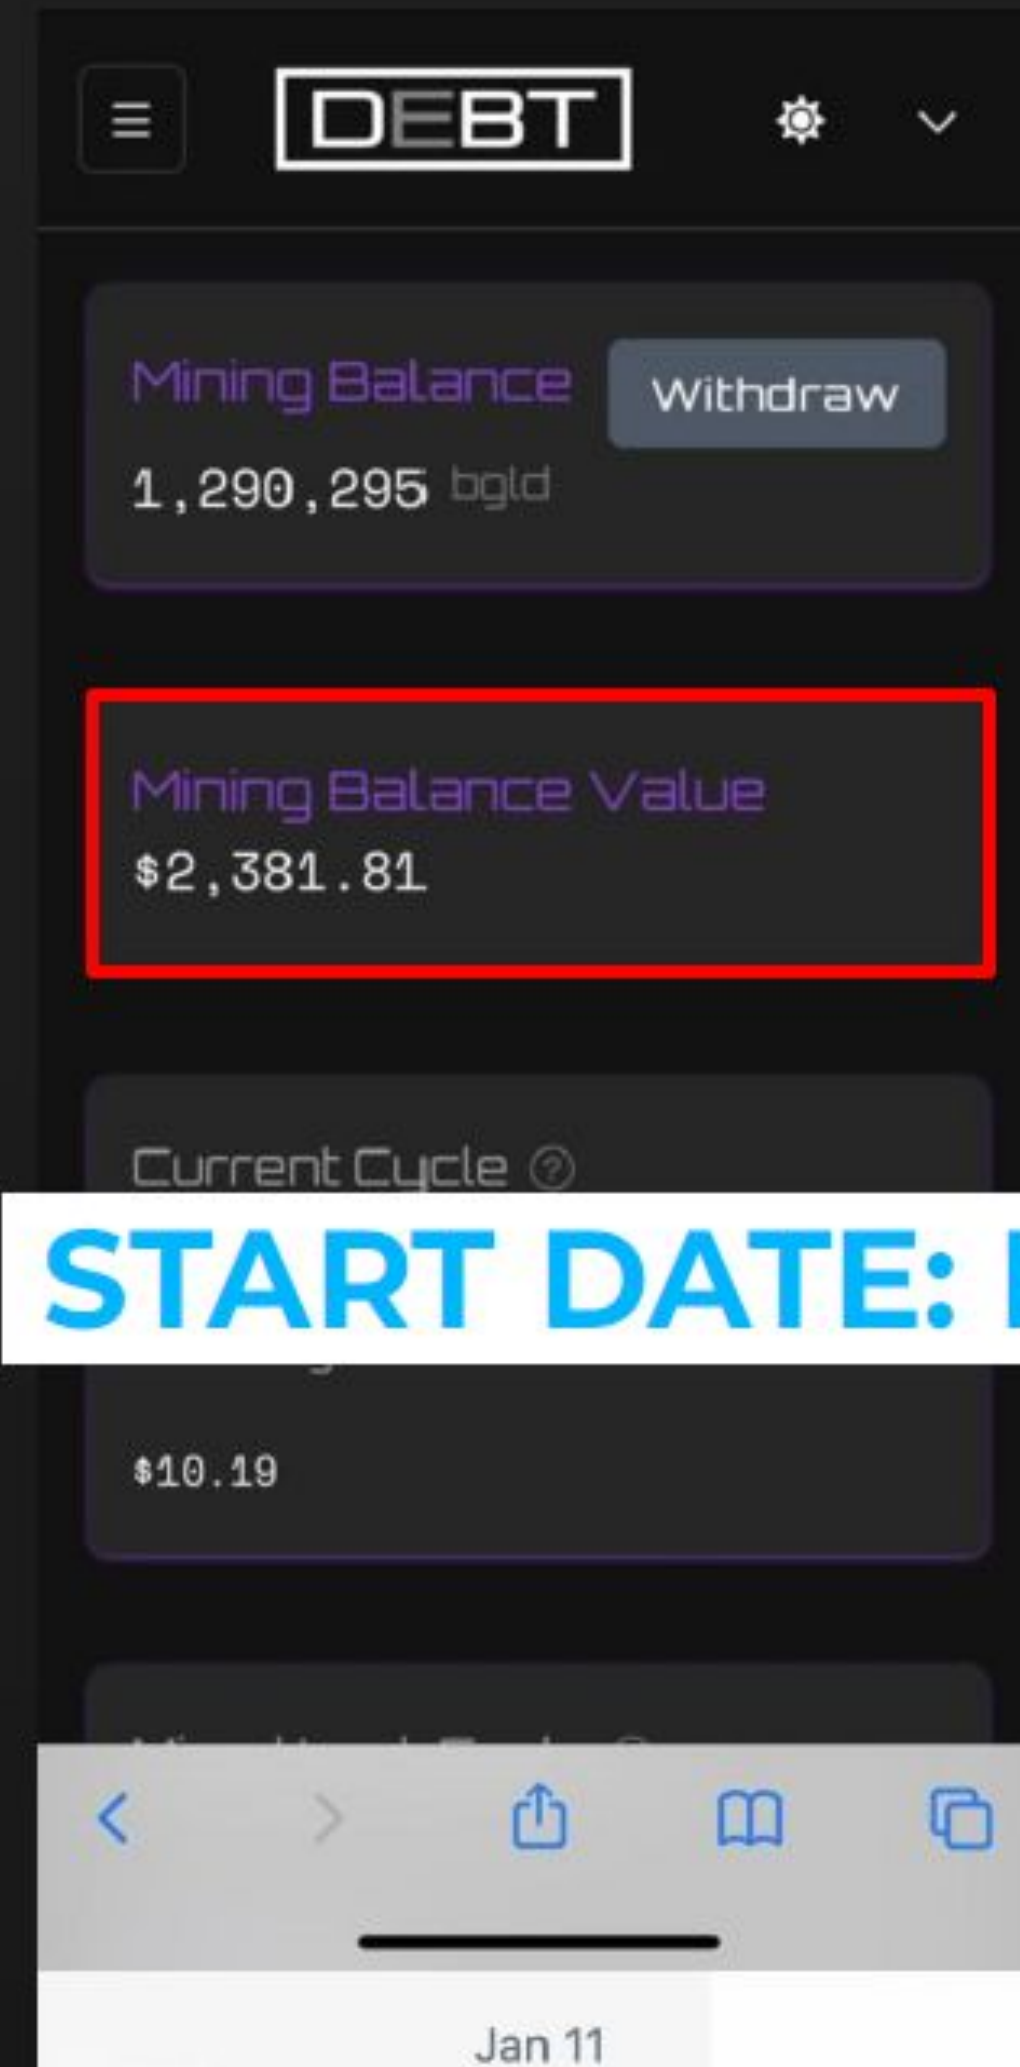 DEBT
Mining Balance
Withdraw
1,290,295 bgld
Mining Balance Value
$2,381.81
Current Cycle
START DATE:
$10.19
Jan 11